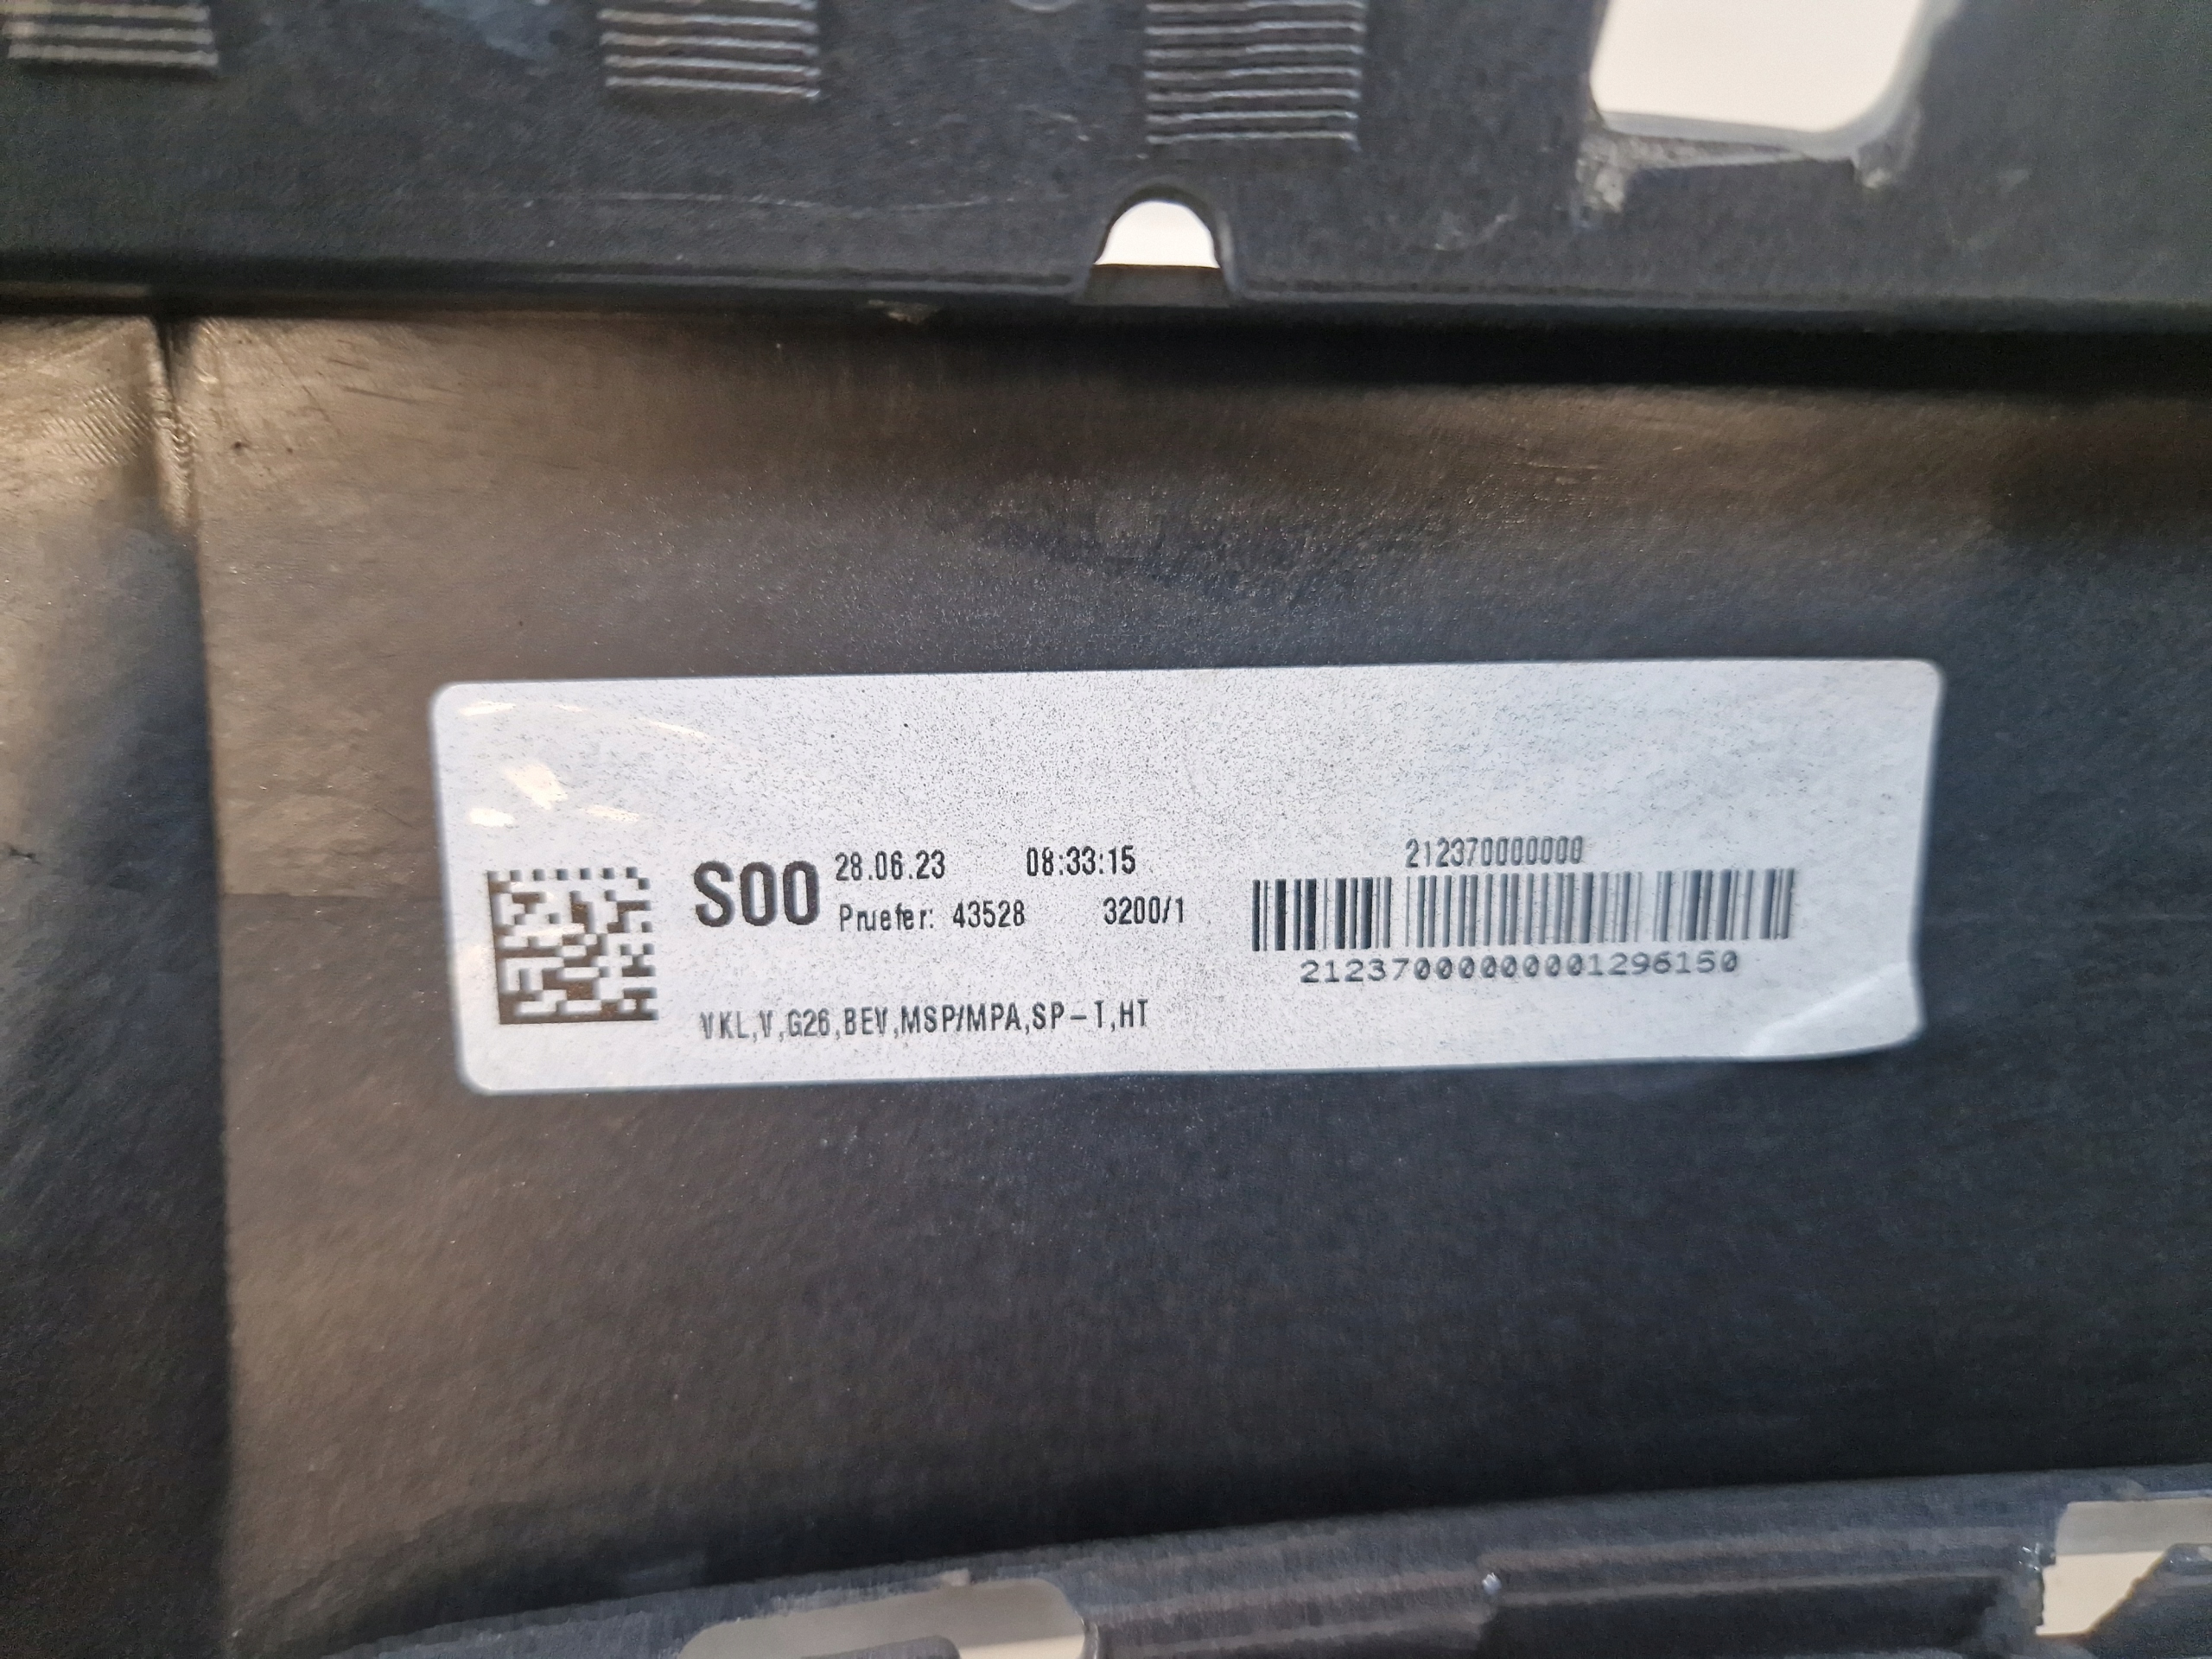 S00 28.06.23 08:33:15
Pruefer: 43528 3200/1
VKL,V,G26,BEV,MSP/MPA,SP-T,HT
212370000000
212370000000001296150